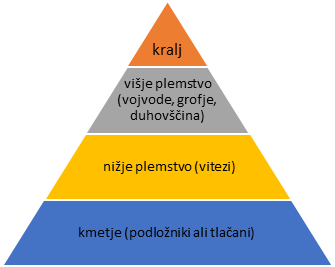 kralj
višje plemstvo
(vojvode, grofje,
duhovščina)
nižje plemstvo (vitezi)
kmetje (podložniki ali tlačani)